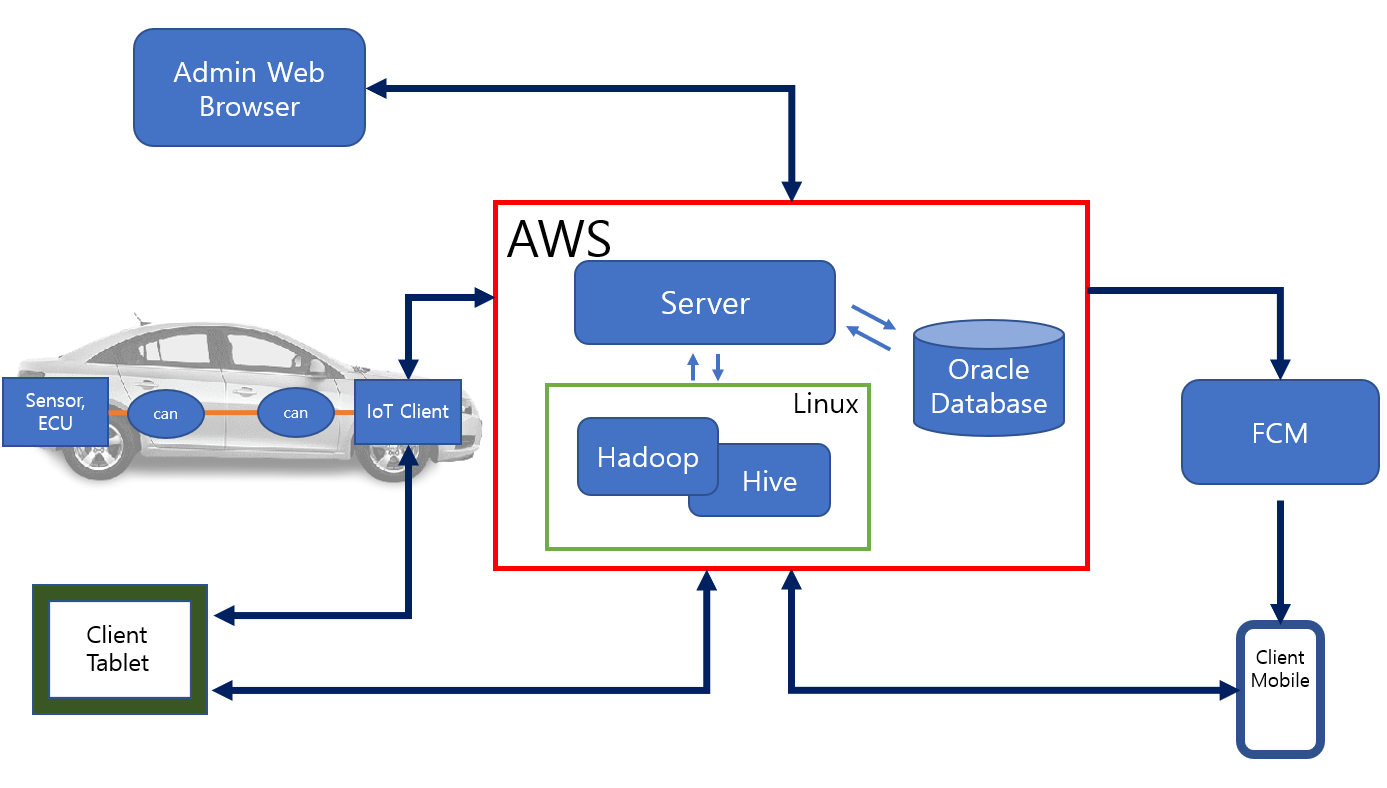 Admin Web
Browser
AWS
Server
Oracle
Database
Linux
Hadoop
Hive
Sensor,
ECU
can
can
IoT Client
FCM
Client
Tablet
Client
Mobile